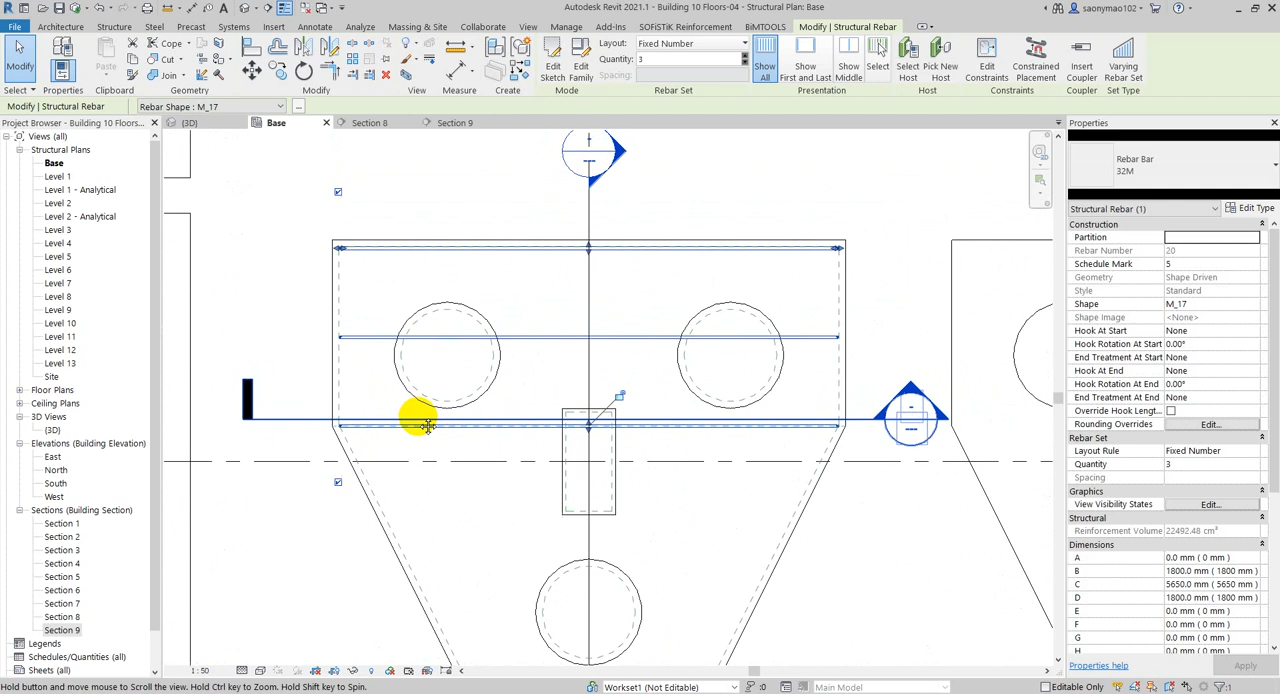 Autodesk Revit 2021.1 - Building 10 Floors-04 - Structural Plan: Base
saonymao102
File
Architecture
Structure
Steel
Precast
Systems
Insert
Annotate
Analyze
Massing & Site
Collaborate
View
Manage
Add-Ins
SOFiSTiK Reinforcement
BiMTOOLS
Modify | Structural Rebar
Modify
Paste
Cope
Cut
Join
Layout:
Fixed Number
Quantity:
3
Spacing:
Show All
Show First and Last
Show Middle
Select
Edit Sketch
Edit Family
Select Host
Pick New Host
Edit Constraints
Constrained Placement
Insert Coupler
Varying Rebar Set
Select
Properties
Clipboard
Geometry
Modify
View
Measure
Create
Mode
Rebar Set
Presentation
Host
Constraints
Set Type
Modify | Structural Rebar
Rebar Shape : M_17
...
Project Browser - Building 10 Floors...
Views (all)
Structural Plans
Base
Level 1
Level 1 - Analytical
Level 2
Level 2 - Analytical
Level 3
Level 4
Level 5
Level 6
Level 7
Level 8
Level 9
Level 10
Level 11
Level 12
Level 13
Site
Floor Plans
Ceiling Plans
3D Views
{3D}
Elevations (Building Elevation)
East
North
South
West
Sections (Building Section)
Section 1
Section 2
Section 3
Section 4
Section 5
Section 6
Section 7
Section 8
Section 9
Legends
Schedules/Quantities (all)
Sheets (all)
{3D}
Base
Section 8
Section 9
1 : 50
Properties
Rebar Bar
32M
Structural Rebar (1)
Edit Type
Construction
Partition
Rebar Number 20
Schedule Mark 5
Geometry Shape Driven
Style Standard
Shape M_17
Shape Image <None>
Hook At Start None
Hook Rotation At Start 0.00°
End Treatment At Start None
Hook At End None
Hook Rotation At End 0.00°
End Treatment At End None
Override Hook Lengt...
Rounding Overrides Edit...
Rebar Set
Layout Rule Fixed Number
Quantity 3
Spacing
Graphics
View Visibility States Edit...
Structural
Reinforcement Volume 22492.48 cm³
Dimensions
A 0.0 mm ( 0 mm )
B 1800.0 mm ( 1800 mm )
C 5650.0 mm ( 5650 mm )
D 1800.0 mm ( 1800 mm )
E 0.0 mm ( 0 mm )
F 0.0 mm ( 0 mm )
G 0.0 mm ( 0 mm )
H 0.0 mm ( 0 mm )
Properties help
Apply
Hold button and move mouse to Scroll the view. Hold Ctrl key to Zoom. Hold Shift key to Spin.
Workset1 (Not Editable)
:0
Main Model
Editable Only
:1